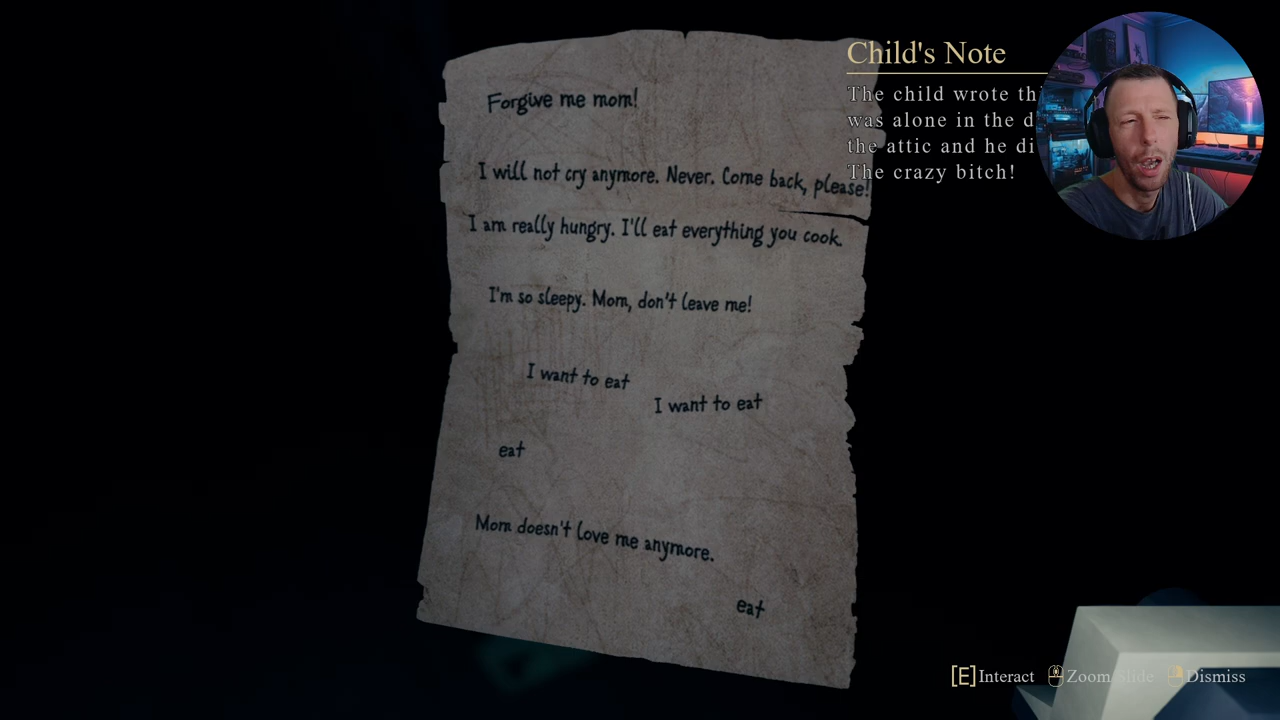 Forgive me mom!
I will not cry anymore. Never. Come back, please!
I am really hungry. I'll eat everything you cook.
I'm so sleepy. Mom, don't leave me!
I want to eat
I want to eat
eat
Mom doesn't love me anymore.
eat
Child's Note
The child wrote
was alone in the
the attic and he
The crazy bitch!
[E]Interact Zoom/Slide Dismiss